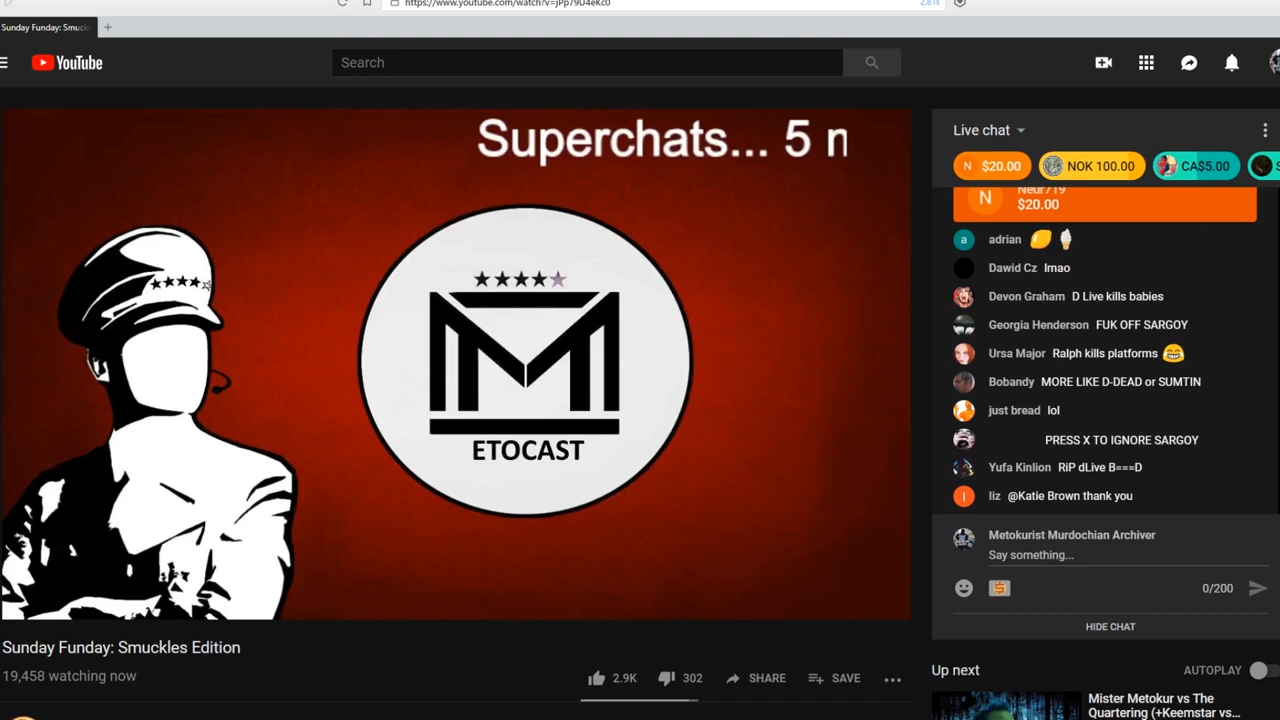 https://www.youtube.com/watch?v=jPp79U4eKc0
2.81s
Sunday Funday: Smuckl
YouTube
Search
Superchats... 5
ETOCAST
Sunday Funday: Smuckles Edition
19,458 watching now
2.9K
302
SHARE
SAVE
Live chat
N $20.00
NOK 100.00
CA$5.00
N
Neur719
$20.00
a adrian
Dawid Cz lmao
Devon Graham D Live kills babies
Georgia Henderson FUK OFF SARGOY
Ursa Major Ralph kills platforms
Bobandy MORE LIKE D-DEAD or SUMTIN
just bread lol
PRESS X TO IGNORE SARGOY
Yufa Kinlion RiP dLive B===D
l liz @Katie Brown thank you
Metokurist Murdochian Archiver
Say something...
0/200
HIDE CHAT
Up next
AUTOPLAY
Mister Metokur vs The
Quartering (+Keemstar vs...